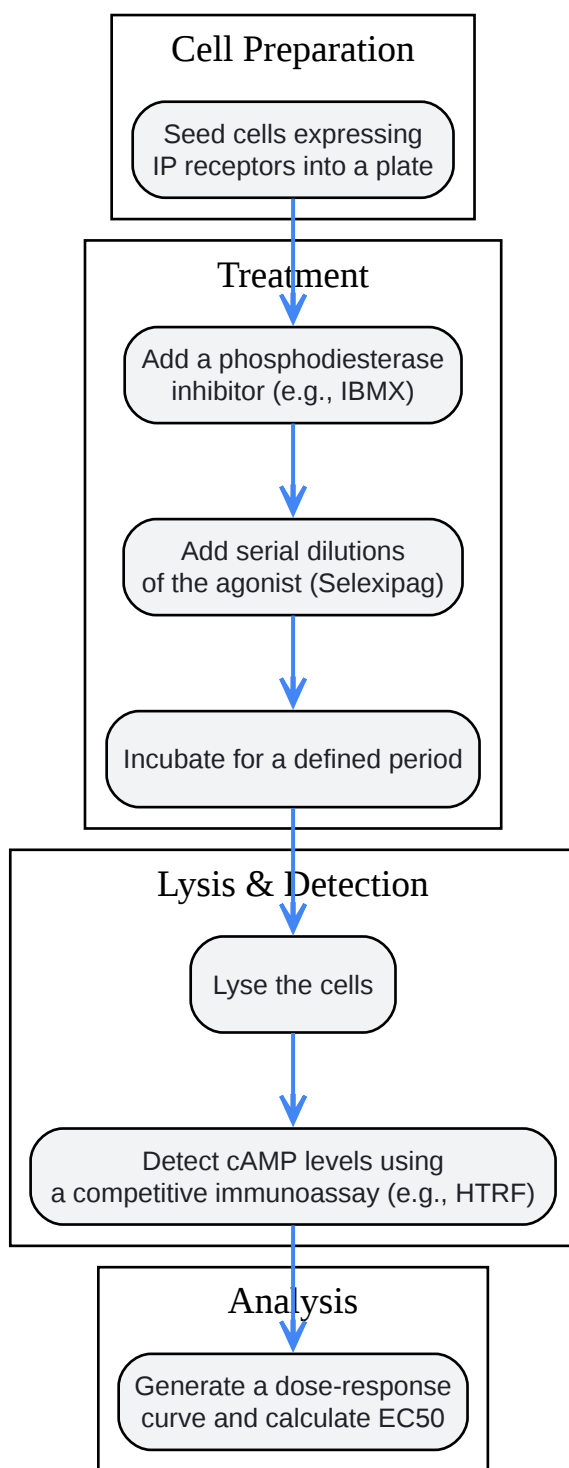 Cell Preparation
Seed cells expressing
IP receptors into a plate
Treatment
Add a phosphodiesterase
inhibitor (e.g., IBMX)
Add serial dilutions
of the agonist (Selexipag)
Incubate for a defined period
Lysis & Detection
Lyse the cells
Detect cAMP levels using
a competitive immunoassay (e.g., HTRF)
Analysis
Generate a dose-response
curve and calculate EC50